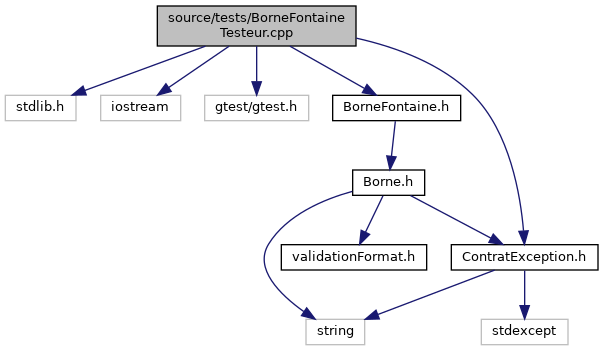 source/tests/BorneFontaine
Testeur.cpp
stdlib.h
iostream
gtest/gtest.h
BorneFontaine.h
Borne.h
validationFormat.h
ContratException.h
string
stdexcept